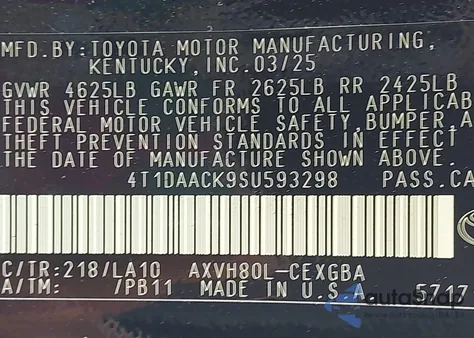 MFD. BY: TOYOTA MOTOR MANUFACTURING,
KENTUCKY, INC. 03/25
GVWR 4625LB GAWR FR 2625LB RR 2425LB
THIS VEHICLE CONFORMS TO ALL APPLICAB
FEDERAL MOTOR VEHICLE SAFETY, BUMPER, A
THEFT PREVENTION STANDARDS IN EFFECT
THE DATE OF MANUFACTURE SHOWN ABOVE.
4T1DAACK9SU593298 PASS.CA
C/TR:218/LA10 AXVH80L-CEXGBA
A/TM: /PB11 MADE IN U.S.A. 5717
autoSnap